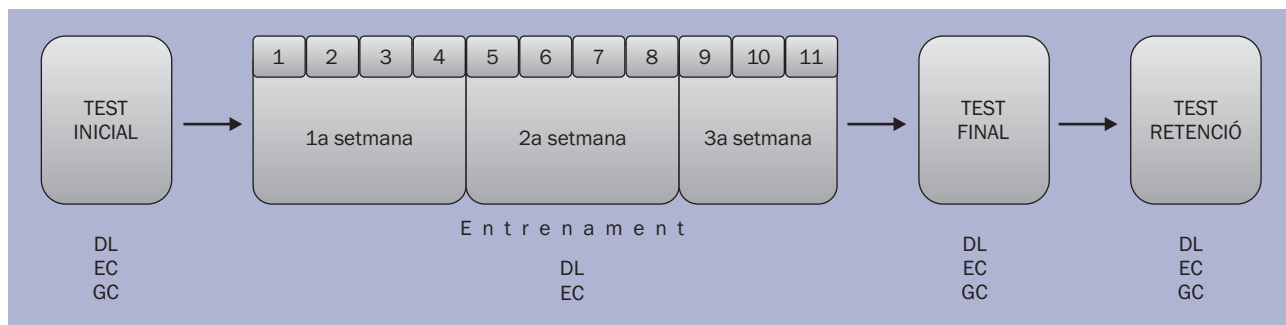 TEST
INICIAL
1 2 3 4 5 6 7 8 9 10 11
1a setmana 2a setmana 3a setmana
TEST
FINAL
TEST
RETENCIÓ
Entrenament
DL
EC
GC
DL
EC
DL
EC
GC
DL
EC
GC